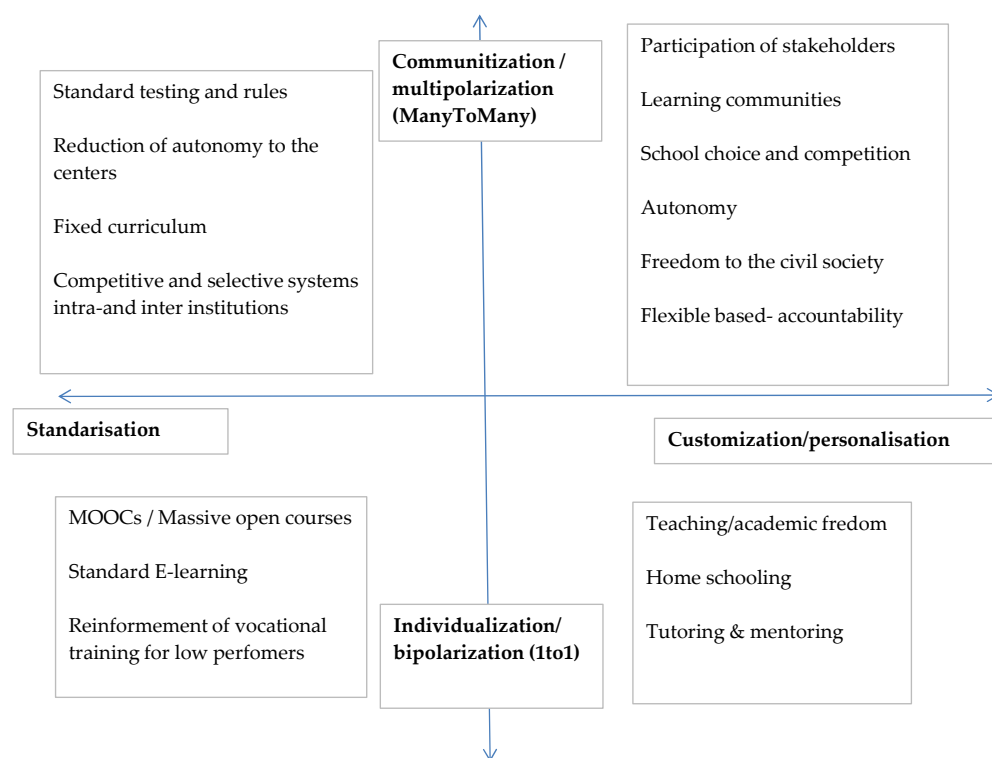 Standard testing and rules
Reduction of autonomy to the
centers
Fixed curriculum
Competitive and selective systems
intra-and inter institutions
Communitization /
multipolarization
(ManyToMany)
Participation of stakeholders
Learning communities
School choice and competition
Autonomy
Freedom to the civil society
Flexible based- accountability
Standarisation
Customization/personalisation
MOOCs / Massive open courses
Standard E-learning
Reinformement of vocational
training for low perfomers
Individualization/
bipolarization (1to1)
Teaching/academic fredom
Home schooling
Tutoring & mentoring